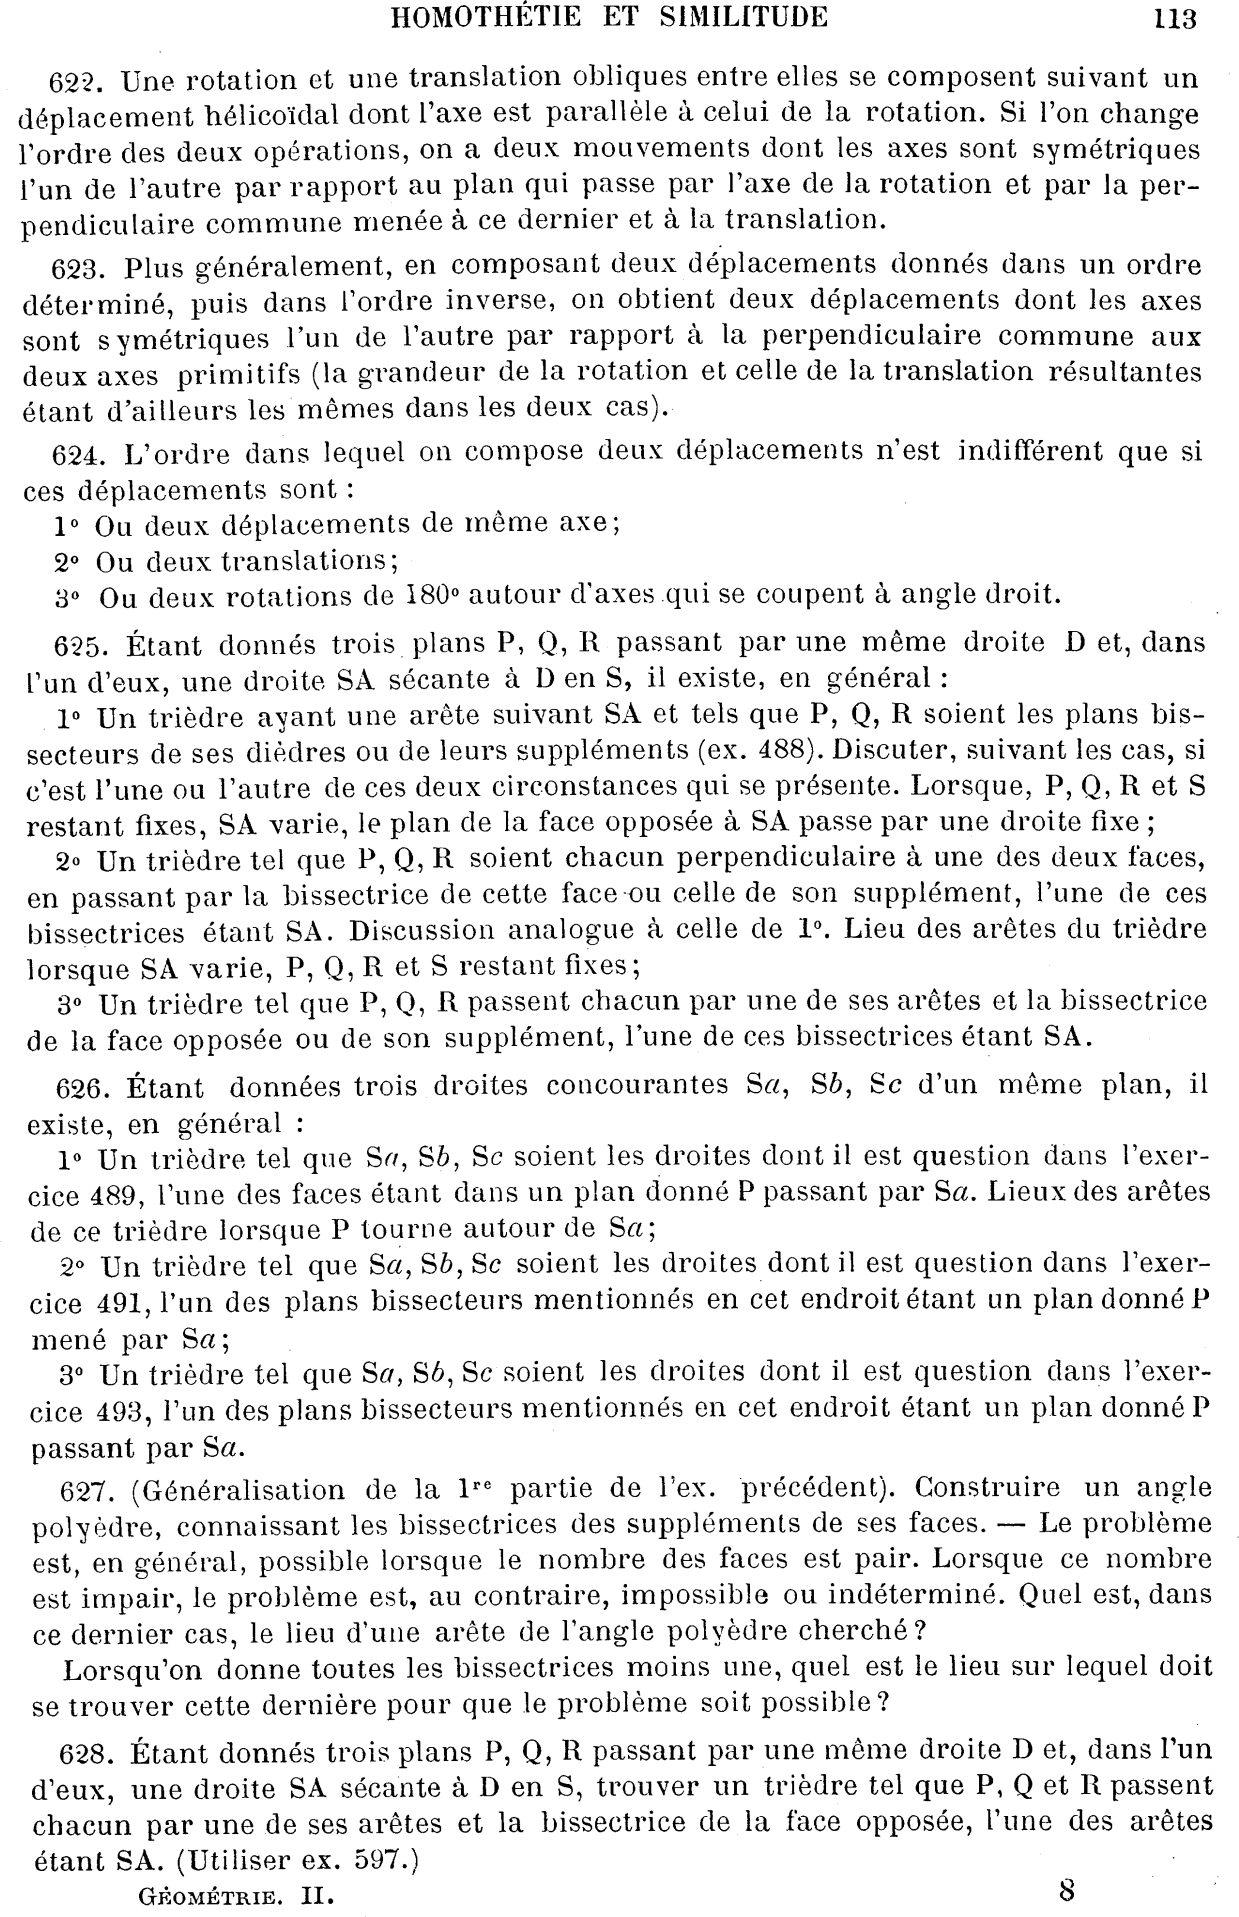 HOMOTHÉTIE ET SIMILITUDE 113
622. Une rotation et une translation obliques entre elles se composent suivant un
déplacement hélicoïdal dont l'axe est parallèle à celui de la rotation. Si l'on change
l'ordre des deux opérations, on a deux mouvements dont les axes sont symétriques
l'un de l'autre par rapport au plan qui passe par l'axe de la rotation et par la per-
pendiculaire commune menée à ce dernier et à la translation.
623. Plus généralement, en composant deux déplacements donnés dans un ordre
déterminé, puis dans l'ordre inverse, on obtient deux déplacements dont les axes
sont symétriques l'un de l'autre par rapport à la perpendiculaire commune aux
deux axes primitifs (la grandeur de la rotation et celle de la translation résultantes
étant d'ailleurs les mêmes dans les deux cas).
624. L'ordre dans lequel on compose deux déplacements n'est indifférent que si
ces déplacements sont :
1° Ou deux déplacements de même axe;
2° Ou deux translations;
3° Ou deux rotations de 180° autour d'axes qui se coupent à angle droit.
625. Étant donnés trois plans P, Q, R passant par une même droite D et, dans
l'un d'eux, une droite SA sécante à D en S, il existe, en général :
1° Un trièdre ayant une arête suivant SA et tels que P, Q, R soient les plans bis-
secteurs de ses dièdres ou de leurs suppléments (ex. 488). Discuter, suivant les cas, si
c'est l'une ou l'autre de ces deux circonstances qui se présente. Lorsque, P, Q, R et S
restant fixes, SA varie, le plan de la face opposée à SA passe par une droite fixe ;
2° Un trièdre tel que P, Q, R soient chacun perpendiculaire à une des deux faces,
en passant par la bissectrice de cette face ou celle de son supplément, l'une de ces
bissectrices étant SA. Discussion analogue à celle de 1°. Lieu des arêtes du trièdre
lorsque SA varie, P, Q, R et S restant fixes;
3° Un trièdre tel que P, Q, R passent chacun par une de ses arêtes et la bissectrice
de la face opposée ou de son supplément, l'une de ces bissectrices étant SA.
626. Étant données trois droites concourantes Sa, Sb, Sc d'un même plan, il
existe, en général :
1° Un trièdre tel que Sa, Sb, Sc soient les droites dont il est question dans l'exer-
cice 489, l'une des faces étant dans un plan donné P passant par Sa. Lieux des arêtes
de ce trièdre lorsque P tourne autour de Sa;
2° Un trièdre tel que Sa, Sb, Sc soient les droites dont il est question dans l'exer-
cice 491, l'un des plans bissecteurs mentionnés en cet endroit étant un plan donné P
mené par Sa;
3° Un trièdre tel que Sa, Sb, Sc soient les droites dont il est question dans l'exer-
cice 493, l'un des plans bissecteurs mentionnés en cet endroit étant un plan donné P
passant par Sa.
627. (Généralisation de la 1re partie de l'ex. précédent). Construire un angle
polyèdre, connaissant les bissectrices des suppléments de ses faces. — Le problème
est, en général, possible lorsque le nombre des faces est pair. Lorsque ce nombre
est impair, le problème est, au contraire, impossible ou indéterminé. Quel est, dans
ce dernier cas, le lieu d'une arête de l'angle polyèdre cherché ?
Lorsqu'on donne toutes les bissectrices moins une, quel est le lieu sur lequel doit
se trouver cette dernière pour que le problème soit possible ?
628. Étant donnés trois plans P, Q, R passant par une même droite D et, dans l'un
d'eux, une droite SA sécante à D en S, trouver un trièdre tel que P, Q et R passent
chacun par une de ses arêtes et la bissectrice de la face opposée, l'une des arêtes
étant SA. (Utiliser ex. 597.)
GÉOMÉTRIE. II. 8